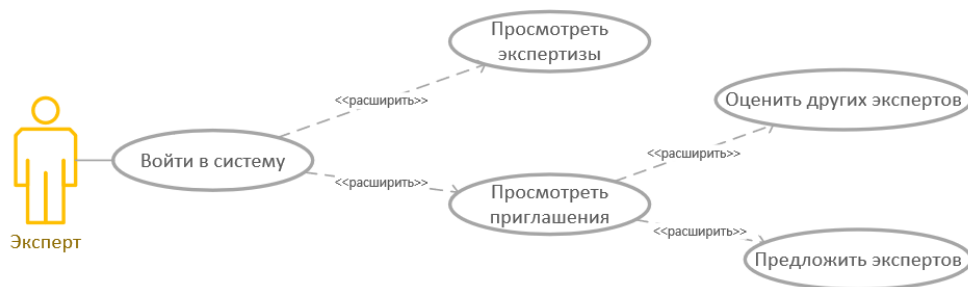 Просмотреть
экспертизы
<<расширить>>
Оценить других экспертов
Войти в систему
<<расширить>>
<<расширить>>
Просмотреть
приглашения
Эксперт
<<расширить>>
Предложить экспертов